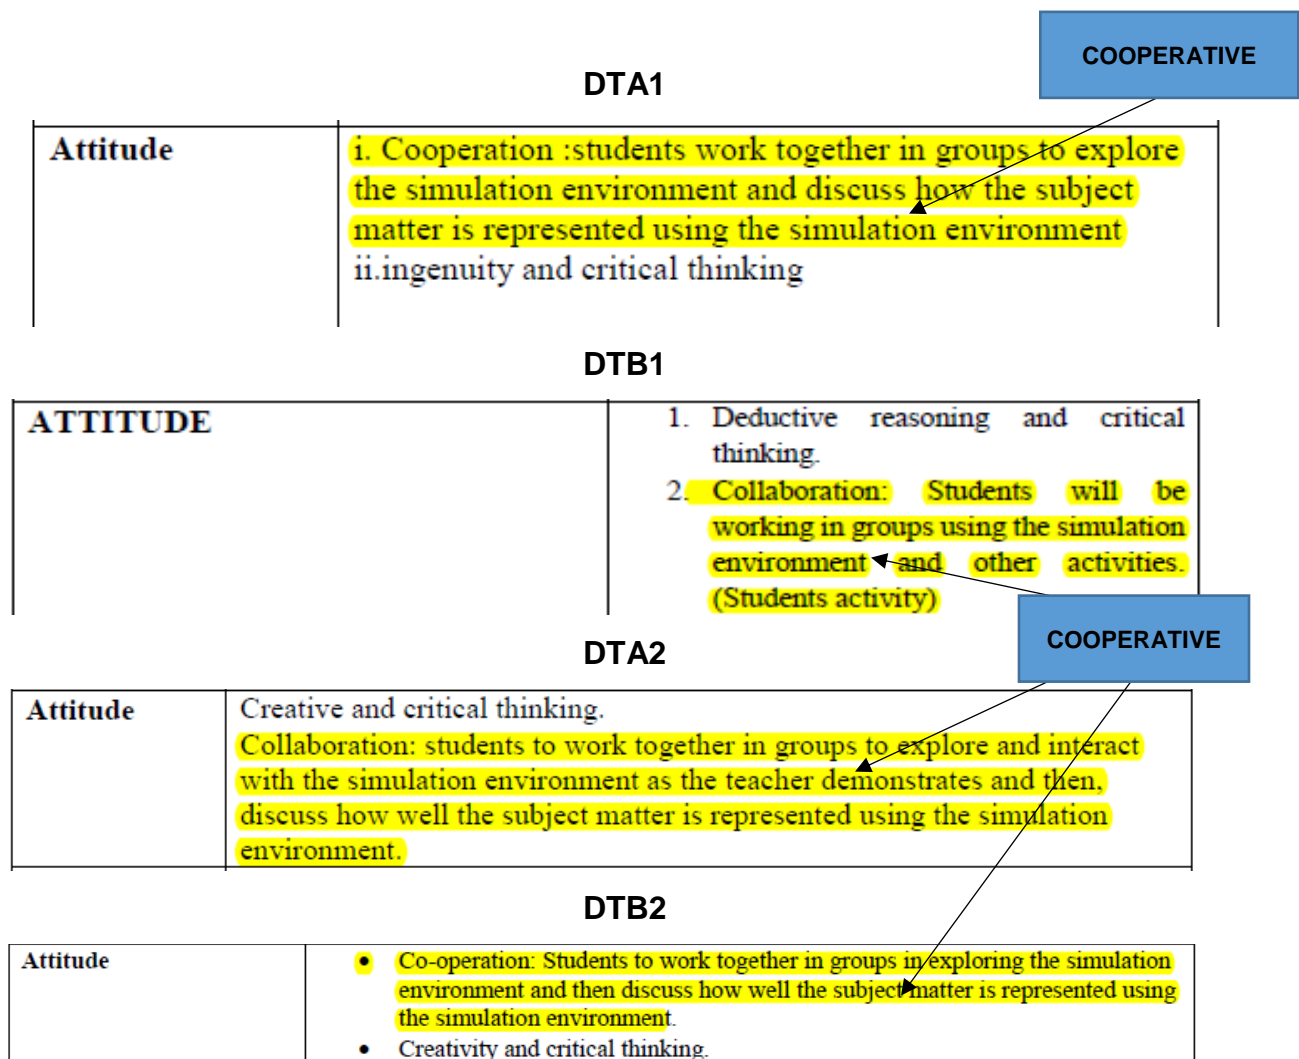 COOPERATIVE
DTA1
Attitude
i. Cooperation :students work together in groups to explore
the simulation environment and discuss how the subject
matter is represented using the simulation environment
ii.ingenuity and critical thinking
DTB1
ATTITUDE
1. Deductive reasoning and critical
thinking.
2. Collaboration: Students will be
working in groups using the simulation
environment and other activities.
(Students activity)
COOPERATIVE
DTA2
Attitude
Creative and critical thinking.
Collaboration: students to work together in groups to explore and interact
with the simulation environment as the teacher demonstrates and then,
discuss how well the subject matter is represented using the simulation
environment.
DTB2
Attitude
• Co-operation: Students to work together in groups in exploring the simulation
environment and then discuss how well the subject matter is represented using
the simulation environment.
• Creativity and critical thinking.